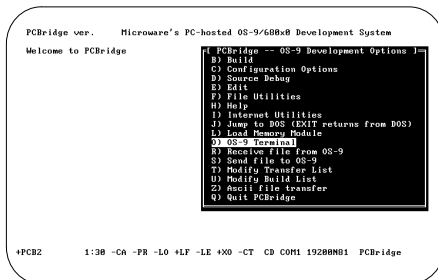 PCBridge ver.     Microware's PC-hosted OS-9/680x0 Development System
Welcome to PCBridge
[ PCBridge -- OS-9 Development Options ]
B) Build
C) Configuration Options
D) Source Debug
E) Edit
F) File Utilities
H) Help
I) Internet Utilities
J) Jump to DOS (EXIT returns from DOS)
L) Load Memory Module
O) OS-9 Terminal
R) Receive file from OS-9
S) Send file to OS-9
T) Modify Transfer List
U) Modify Build List
Z) Ascii file transfer
Q) Quit PCBridge
+PCB2     1:30 -CA -PR -LO +LF -LE +XO -CT  CD COM1 19200N81  PCBridge